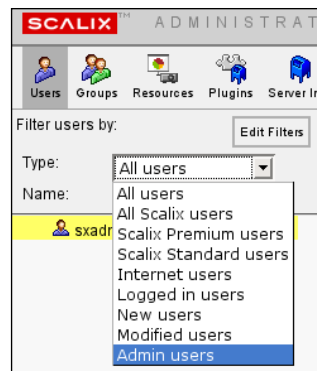 SCALIX™ ADMINISTRAT
Users Groups Resources Plugins Server In
Filter users by:
Edit Filters
Type: All users
Name:
All users
All Scalix users
Scalix Premium users
Scalix Standard users
Internet users
Logged in users
New users
Modified users
Admin users
sxadr